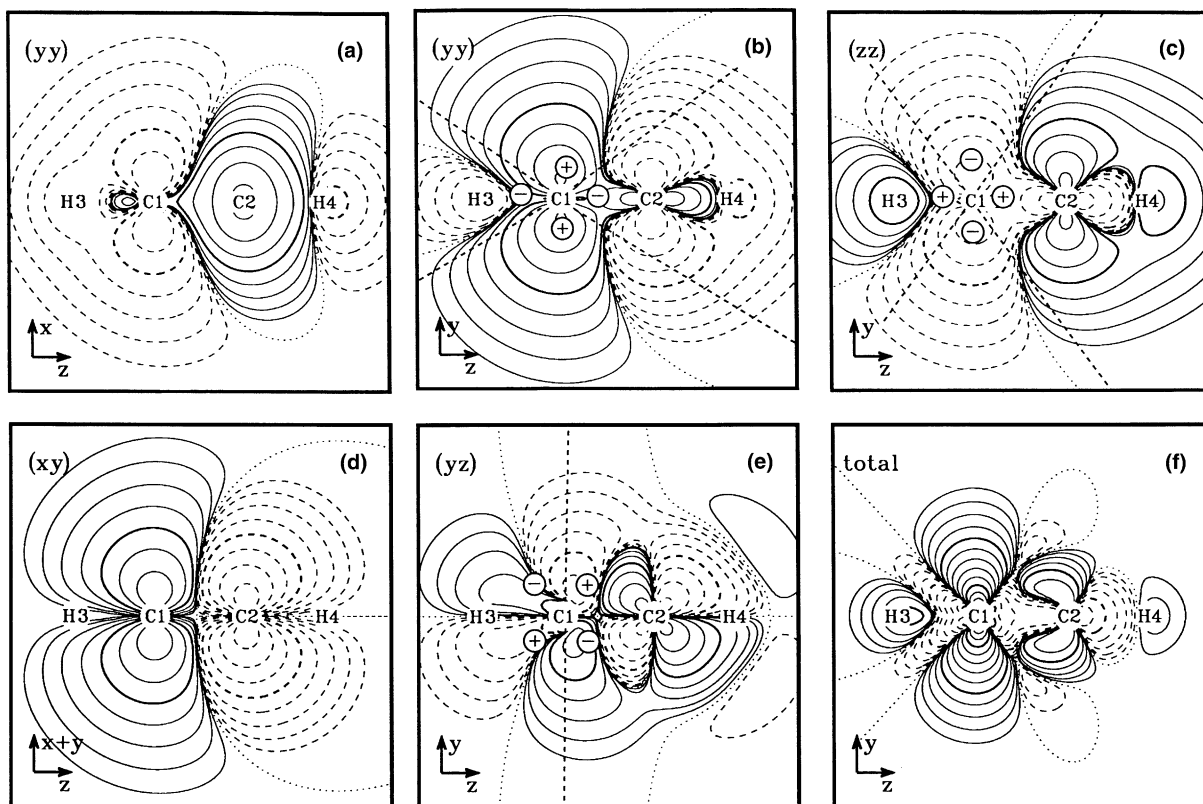 (yy) (a)
H3 C1 C2 H4
x
z
(yy) (b)
+
H3 − C1 − C2 H4
+
y
z
(zz) (c)
−
H3 + C1 + C2 H4
−
y
z
(xy) (d)
H3 C1 C2 H4
x+y
z
(yz) (e)
− +
H3 C1 C2 H4
+ −
y
z
total (f)
H3 C1 C2 H4
y
z